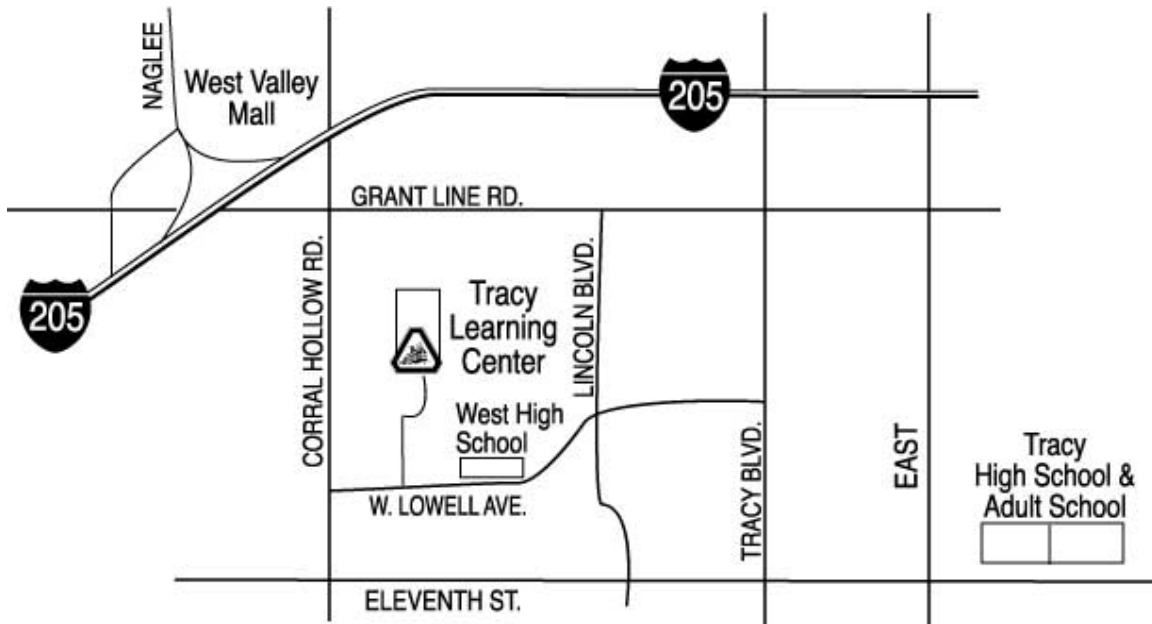 NAGLEE
West Valley
Mall
205
GRANT LINE RD.
205
CORRAL HOLLOW RD.
Tracy
Learning
Center
LINCOLN BLVD.
West High
School
W. LOWELL AVE.
TRACY BLVD.
EAST
Tracy
High School &
Adult School
ELEVENTH ST.